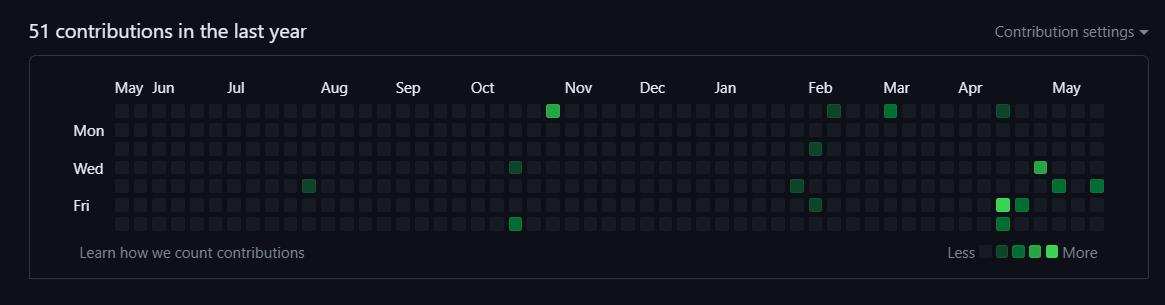 51 contributions in the last year
Contribution settings
May Jun Jul Aug Sep Oct Nov Dec Jan Feb Mar Apr May
Mon
Wed
Fri
Learn how we count contributions
Less More